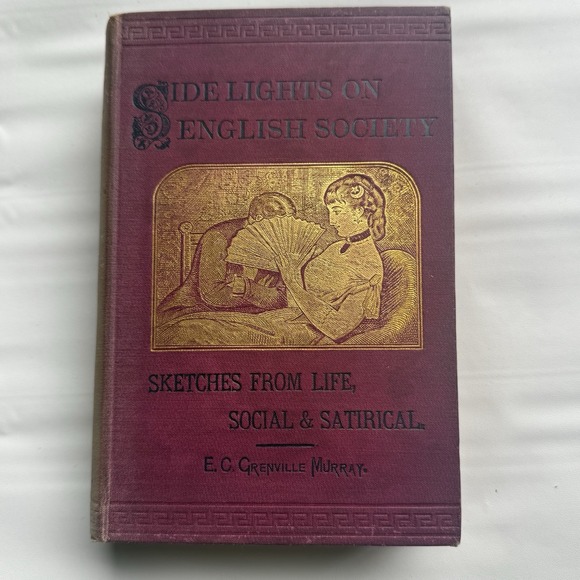 SIDE LIGHTS ON
ENGLISH SOCIETY
SKETCHES FROM LIFE,
SOCIAL & SATIRICAL.
E. C. GRENVILLE MURRAY.